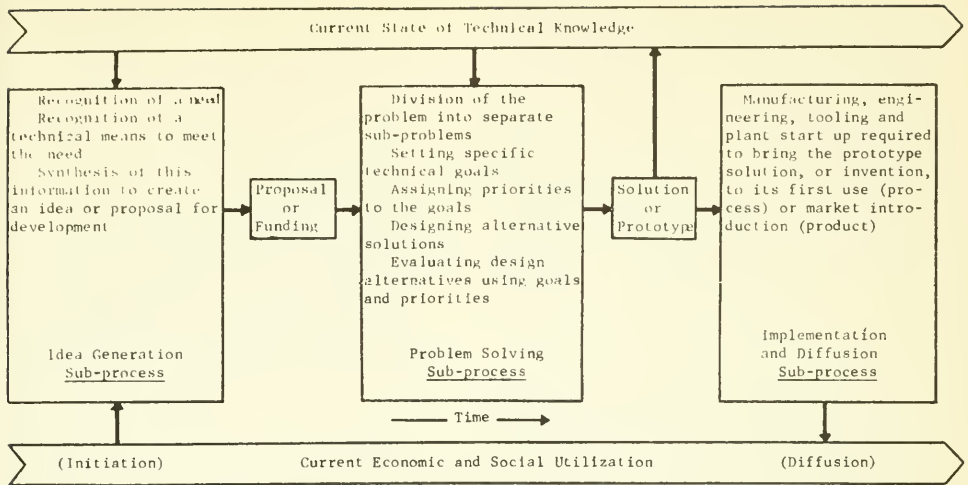 Current State of Technical Knowledge
Recognition of a need
Recognition of a
technical means to meet
the need
Synthesis of this
information to create
an idea or proposal for
development
Idea Generation
Sub-process
Proposal
or
Funding
Division of the
problem into separate
sub-problems
Setting specific
technical goals
Assigning priorities
to the goals
Designing alternative
solutions
Evaluating design
alternatives using goals
and priorities
Problem Solving
Sub-process
Solution
or
Prototype
Manufacturing, engi-
neering, tooling and
plant start up required
to bring the prototype
solution, or invention,
to its first use (pro-
cess) or market intro-
duction (product)
Implementation
and Diffusion
Sub-process
Time
(Initiation) Current Economic and Social Utilization (Diffusion)